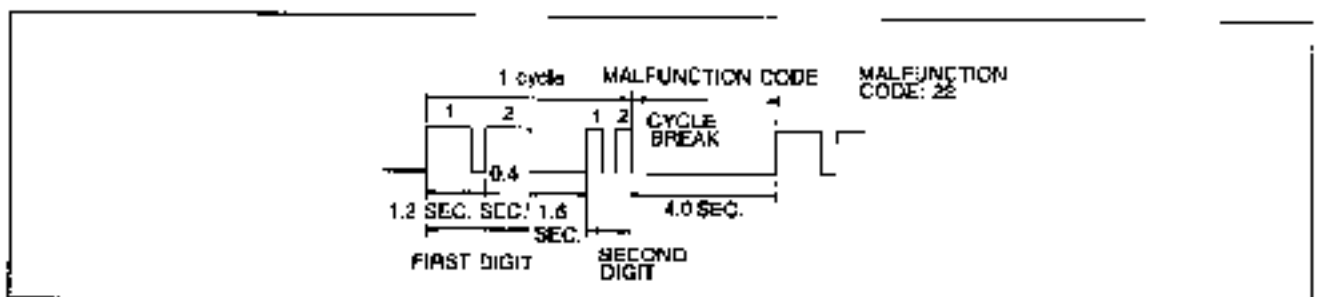 1 cycle
MALFUNCTION CODE
MALFUNCTION
CODE: 22
1 2
1 2
CYCLE
BREAK
0.4
1.2 SEC. SEC. 1.6
SEC.
4.0 SEC.
FIRST DIGIT
SECOND
DIGIT